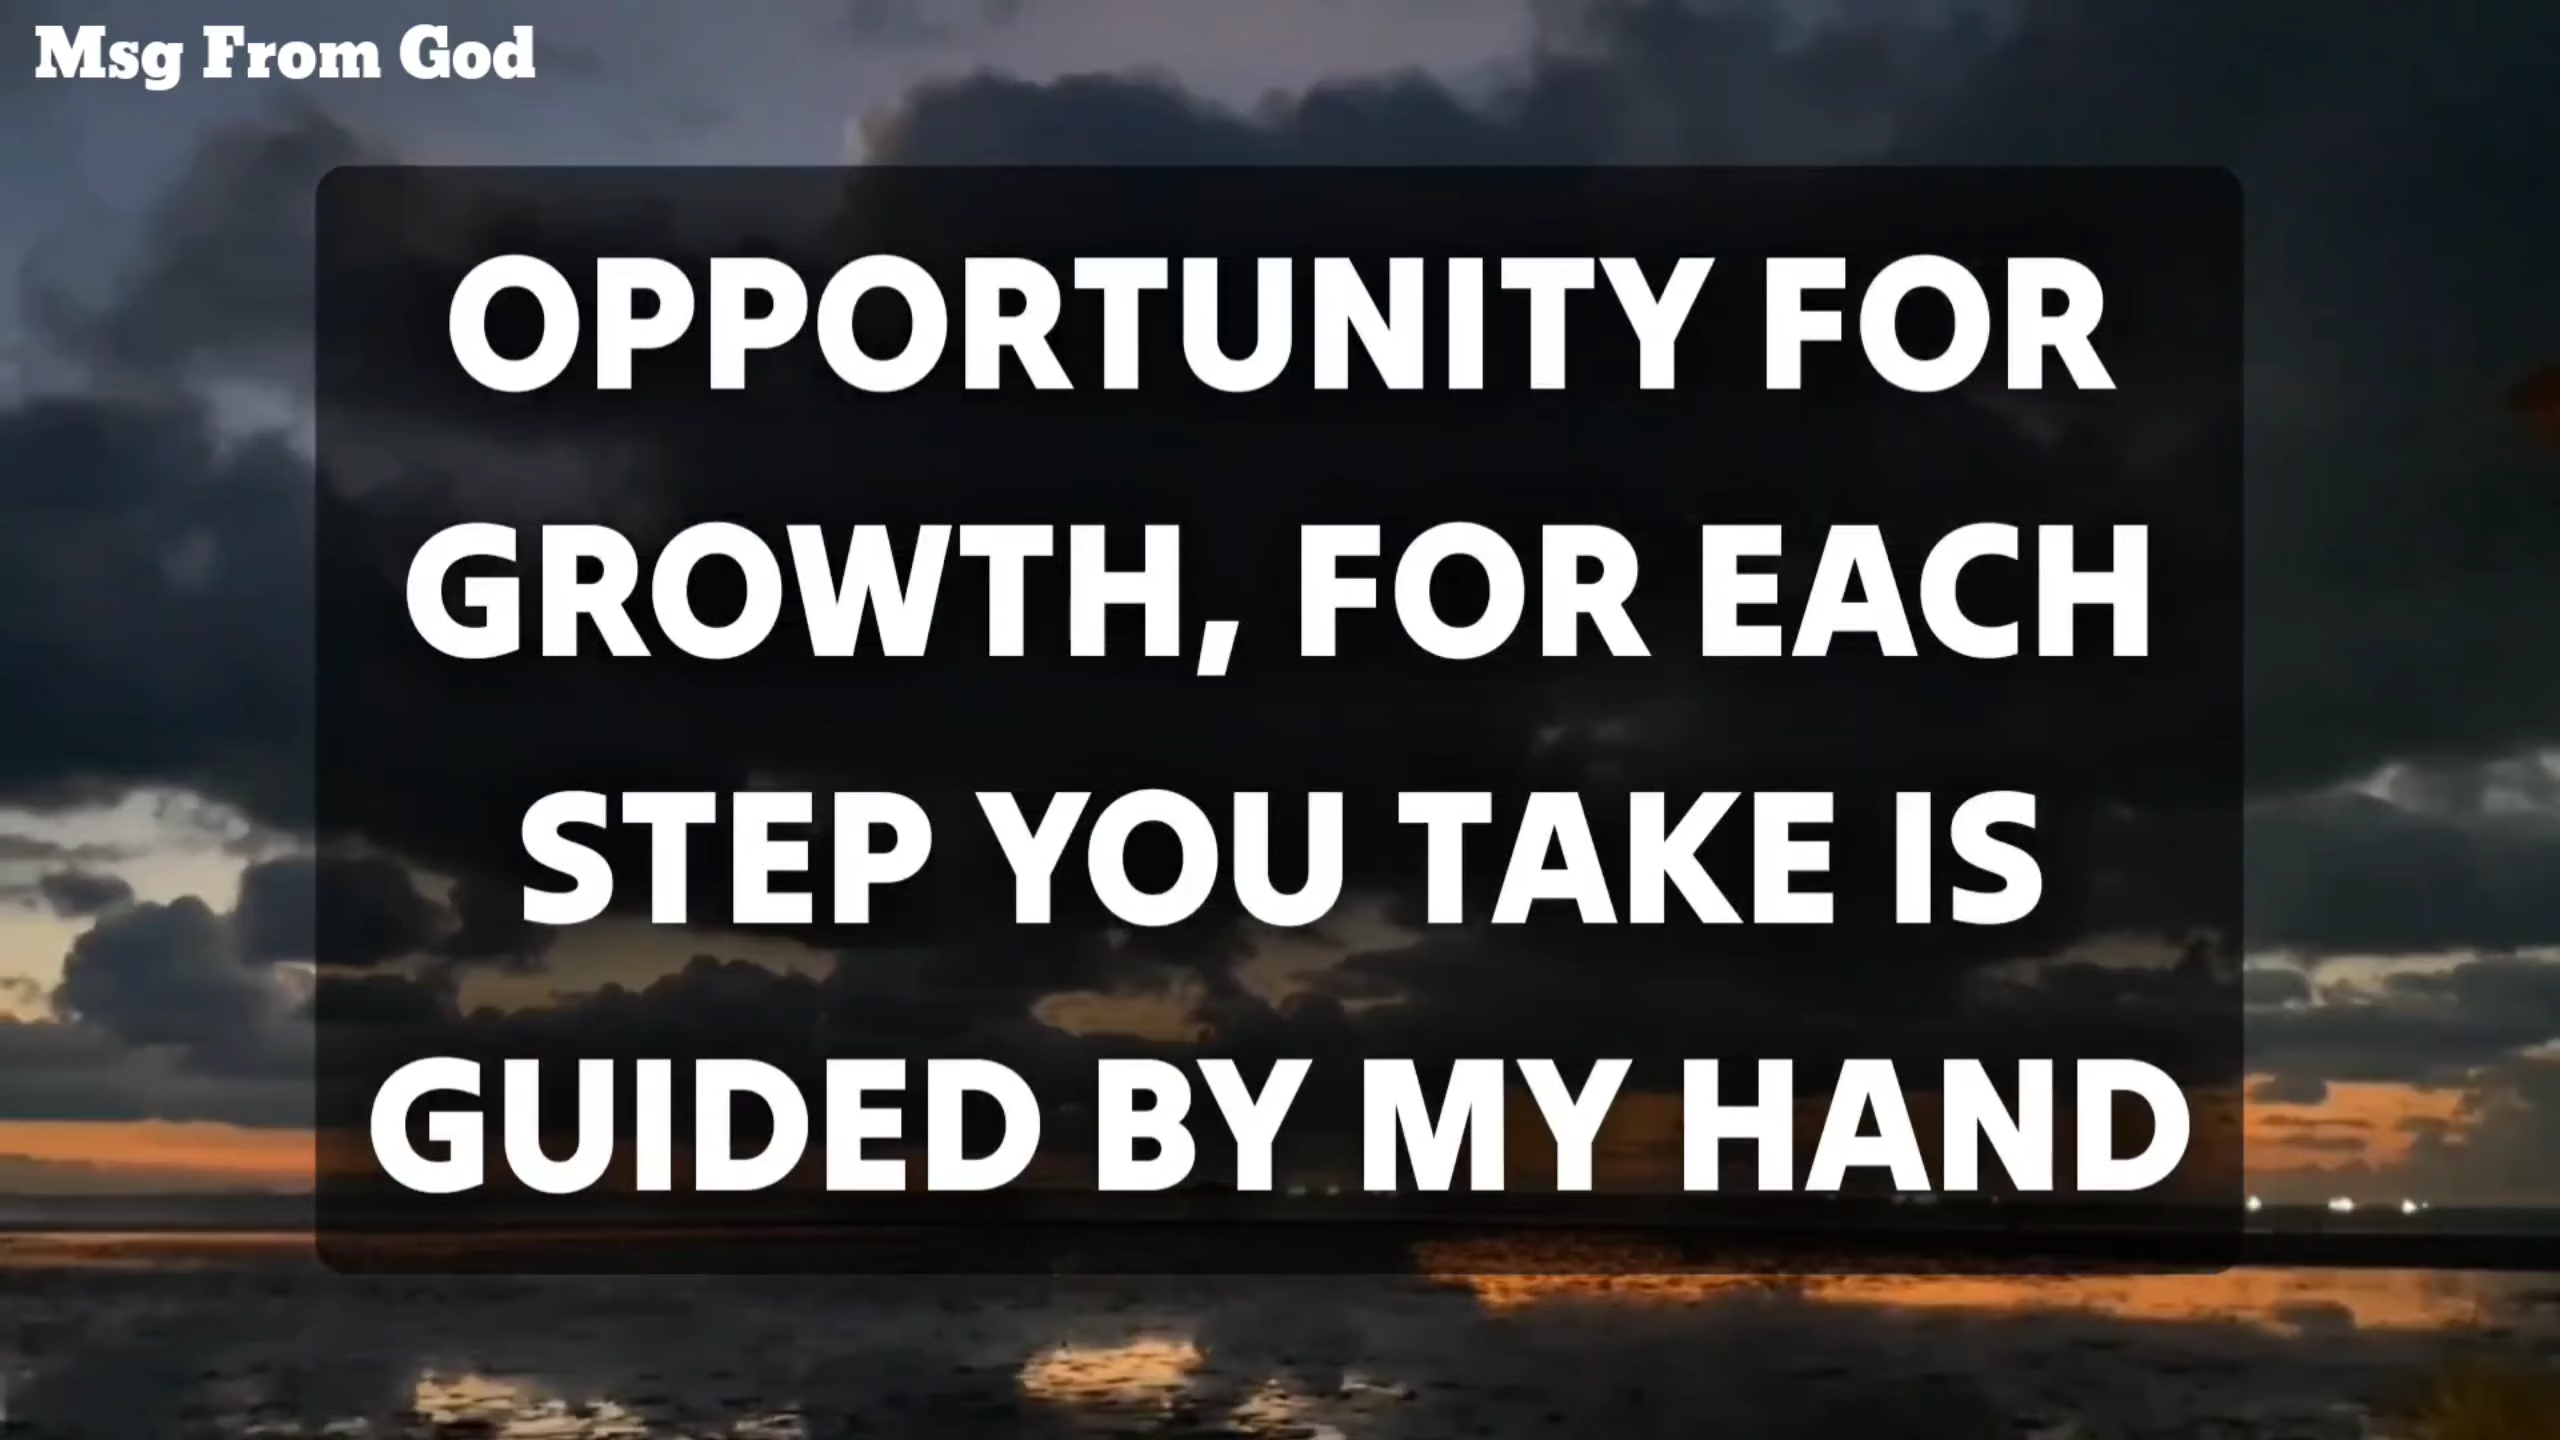 Msg From God
OPPORTUNITY FOR
GROWTH, FOR EACH
STEP YOU TAKE IS
GUIDED BY MY HAND